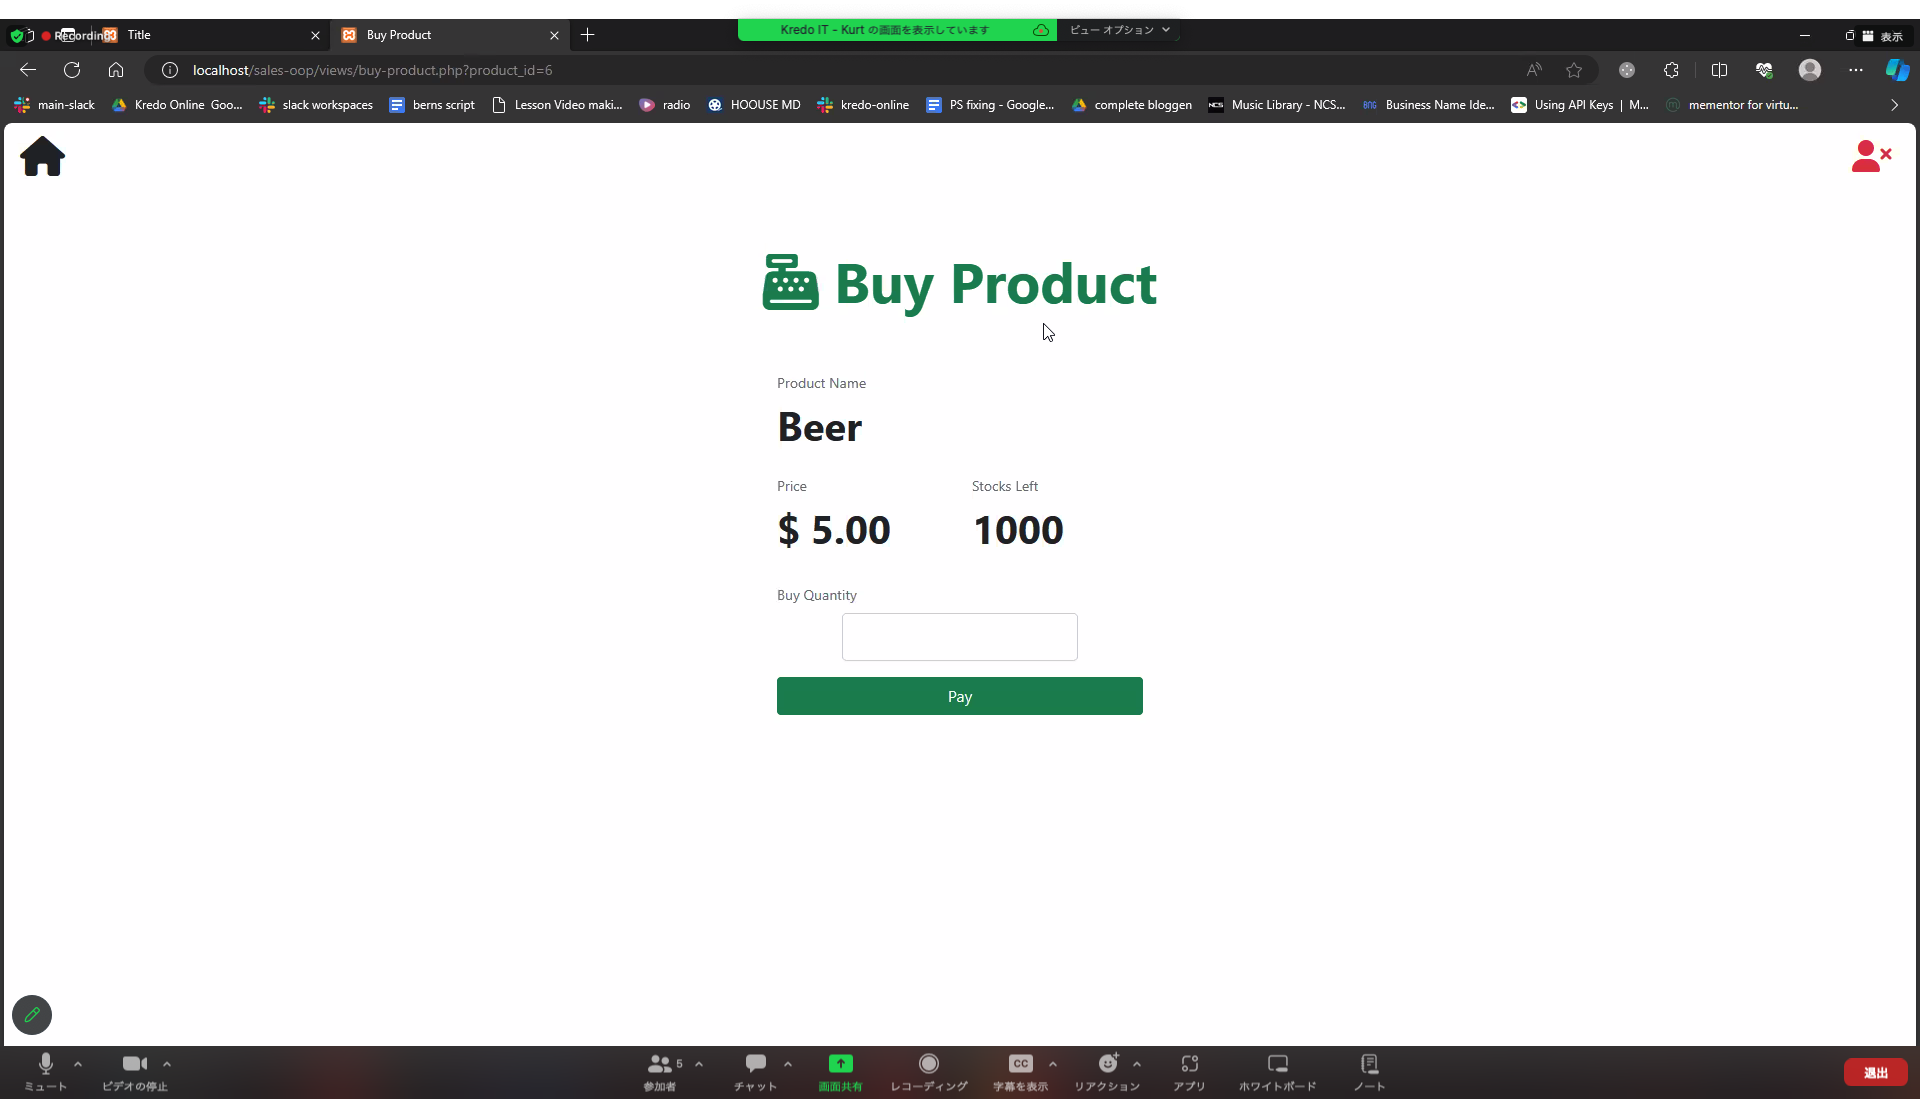 Recording
Title
Buy Product
Kredo IT - Kurt の画面を表示しています
ビュー オプション
表示
localhost/sales-oop/views/buy-product.php?product_id=6
main-slack
Kredo Online Goo...
slack workspaces
berns script
Lesson Video maki...
radio
HOOUSE MD
kredo-online
PS fixing - Google...
complete bloggen
NCS
Music Library - NCS...
BNG
Business Name Ide...
Using API Keys | M...
m
mementor for virtu...
Buy Product
Product Name
Beer
Price
Stocks Left
$ 5.00
1000
Buy Quantity
Pay
ミュート
ビデオの停止
5
参加者
チャット
画面共有
レコーディング
CC
字幕を表示
リアクション
アプリ
ホワイトボード
ノート
退出